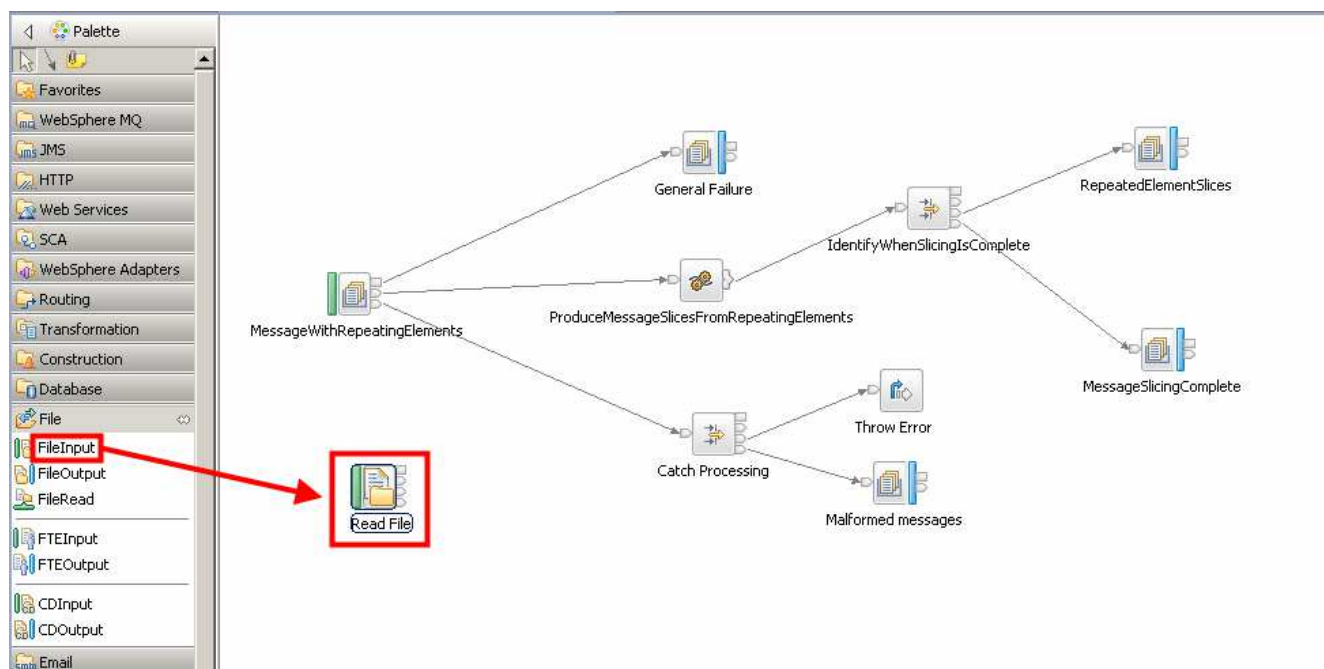 Palette
Favorites
WebSphere MQ
JMS
HTTP
Web Services
SCA
WebSphere Adapters
Routing
Transformation
Construction
Database
File
FileInput
FileOutput
FileRead
FTEInput
FTEOutput
CDInput
CDOutput
Email
General Failure
RepeatedElementSlices
IdentifyWhenSlicingIsComplete
MessageWithRepeatingElements
ProduceMessageSlicesFromRepeatingElements
MessageSlicingComplete
Throw Error
Catch Processing
Read File
Malformed messages